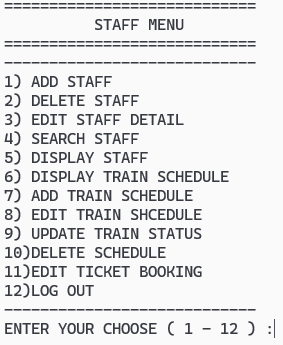 ============================
STAFF MENU
============================
----------------------------
1) ADD STAFF
2) DELETE STAFF
3) EDIT STAFF DETAIL
4) SEARCH STAFF
5) DISPLAY STAFF
6) DISPLAY TRAIN SCHEDULE
7) ADD TRAIN SCHEDULE
8) EDIT TRAIN SHCEDULE
9) UPDATE TRAIN STATUS
10)DELETE SCHEDULE
11)EDIT TICKET BOOKING
12)LOG OUT
----------------------------
ENTER YOUR CHOOSE ( 1 - 12 ) :